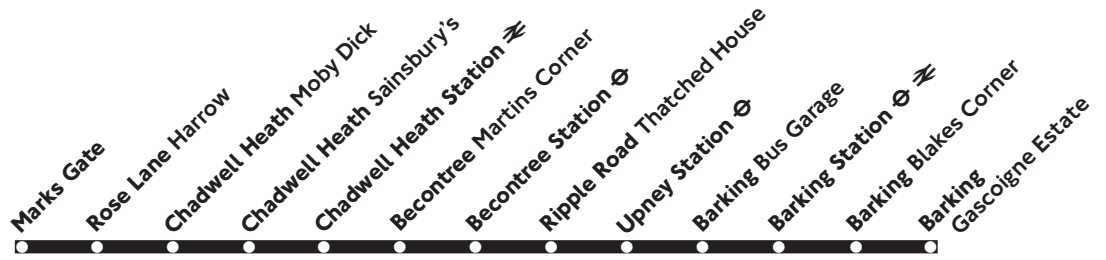 Marks Gate
Rose Lane Harrow
Chadwell Heath Moby Dick
Chadwell Heath Sainsbury's
Chadwell Heath Station
Becontree Martins Corner
Becontree Station
Ripple Road Thatched House
Upney Station
Barking Bus Garage
Barking Station
Barking Blakes Corner
Barking
Gascoigne Estate